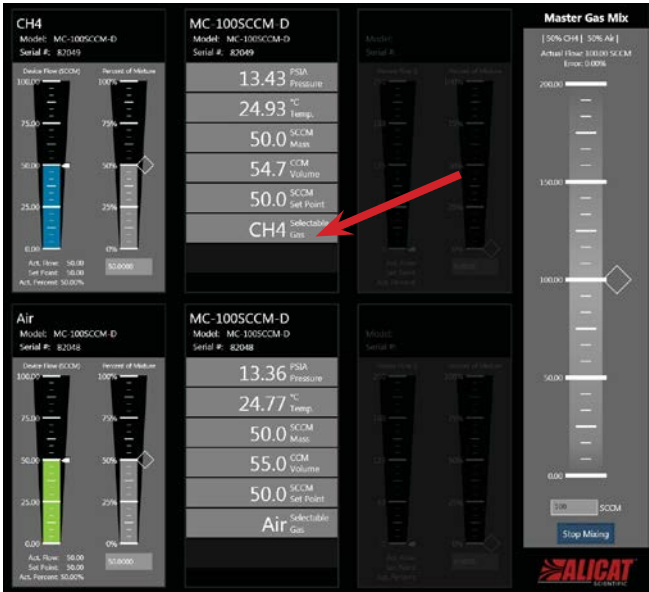 CH4
Model: MC-100SCCM-D
Serial #: 82049
Device Flow (SCCM) Percent of Mixture
100.00 100%
75.00 75%
50.00 50%
25.00 25%
0.00 0%
Act. Flow: 50.00
Set Point: 50.00
Act. Percent: 50.00%
50.0000
MC-100SCCM-D
Model: MC-100SCCM-D
Serial #: 82049
13.43 PSIA Pressure
24.93 °C Temp.
50.0 SCCM Mass
54.7 CCM Volume
50.0 SCCM Set Point
CH4 Selectable Gas
Model:
Serial #:
Master Gas Mix
| 50% CH4 | 50% Air |
Actual Flow: 100.00 SCCM
Error: 0.00%
200.00
150.00
100.00
50.00
0.00
100 SCCM
Stop Mixing
ALICAT
SCIENTIFIC
Air
Model: MC-100SCCM-D
Serial #: 82048
Device Flow (SCCM) Percent of Mixture
100.00 100%
75.00 75%
50.00 50%
25.00 25%
0.00 0%
Act. Flow: 50.00
Set Point: 50.00
Act. Percent: 50.00%
50.0000
MC-100SCCM-D
Model: MC-100SCCM-D
Serial #: 82048
13.36 PSIA Pressure
24.77 °C Temp.
50.0 SCCM Mass
55.0 CCM Volume
50.0 SCCM Set Point
Air Selectable Gas
Model:
Serial #: